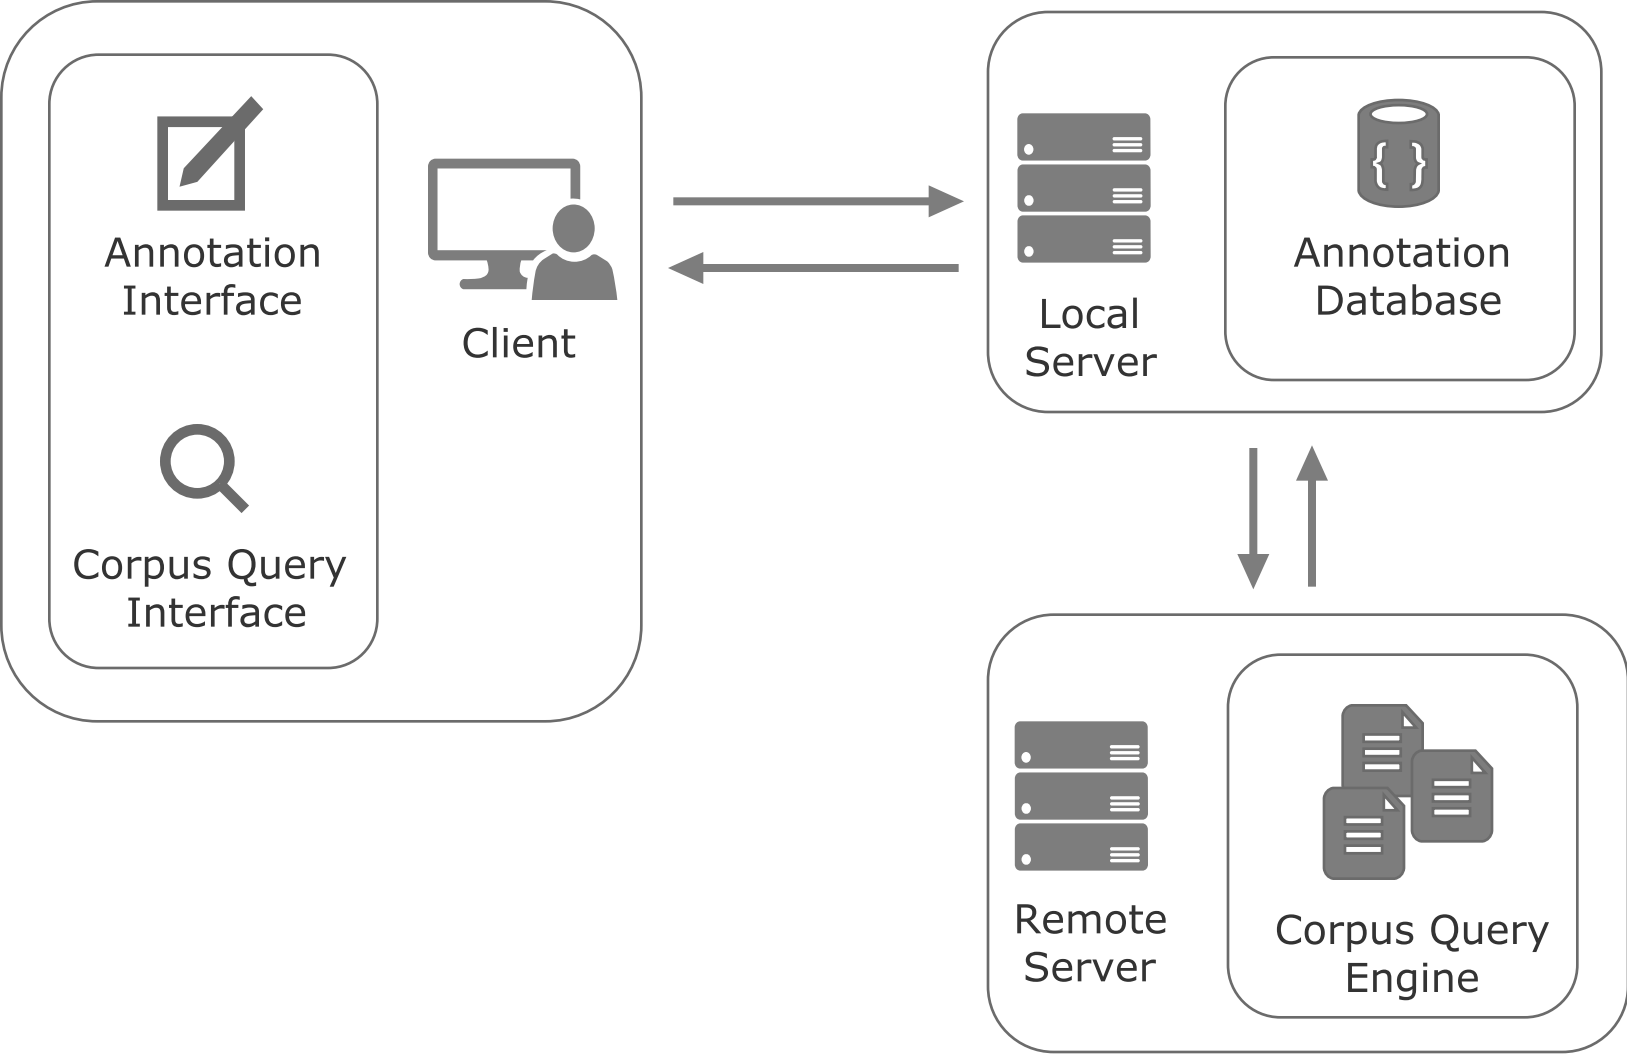 Annotation
Interface
Corpus Query
Interface
Client
Local
Server
{ }
Annotation
Database
Remote
Server
Corpus Query
Engine